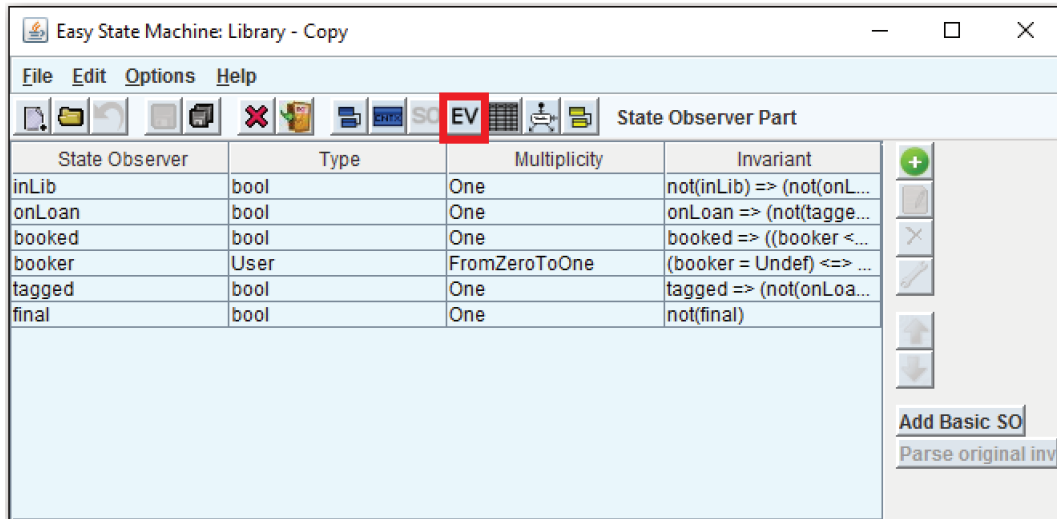 Easy State Machine: Library - Copy
File Edit Options Help
CNTX SO EV State Observer Part
State Observer Type Multiplicity Invariant
inLib bool One not(inLib) => (not(onL...
onLoan bool One onLoan => (not(tagge...
booked bool One booked => ((booker <...
booker User FromZeroToOne (booker = Undef) <=> ...
tagged bool One tagged => (not(onLoa...
final bool One not(final)
Add Basic SO
Parse original inv